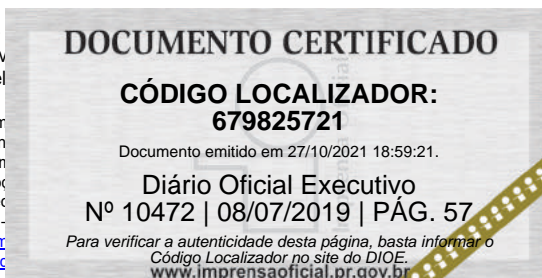 DOCUMENTO CERTIFICADO
CÓDIGO LOCALIZADOR:
679825721
Documento emitido em 27/10/2021 18:59:21.
Diário Oficial Executivo
Nº 10472 | 08/07/2019 | PÁG. 57
Para verificar a autenticidade desta página, basta informar o
Código Localizador no site do DIOE.
www.imprensaoficial.pr.gov.br